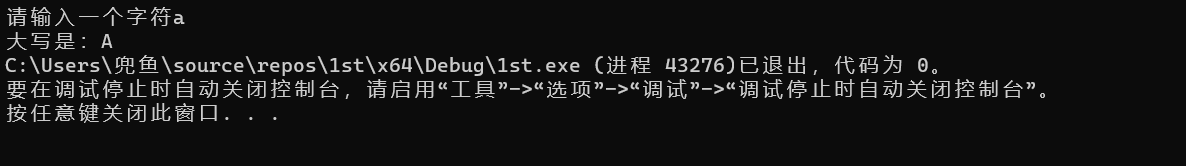 请输入一个字符a
大写是：A
C:\Users\兜鱼\source\repos\1st\x64\Debug\1st.exe (进程 43276)已退出，代码为 0。
要在调试停止时自动关闭控制台，请启用“工具”->“选项”->“调试”->“调试停止时自动关闭控制台”。
按任意键关闭此窗口. . .